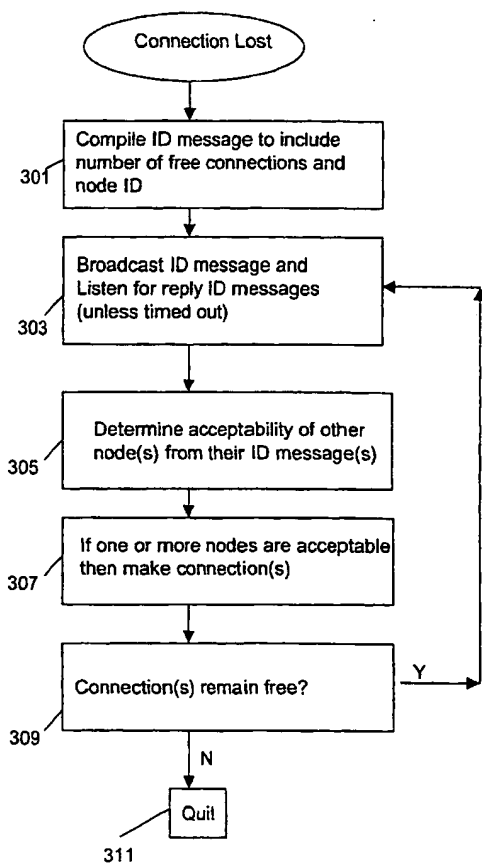 Connection Lost
Compile ID message to include
number of free connections and
node ID
301
Broadcast ID message and
Listen for reply ID messages
(unless timed out)
303
Determine acceptability of other
node(s) from their ID message(s)
305
If one or more nodes are acceptable
then make connection(s)
307
Connection(s) remain free?
Y
309
N
Quit
311